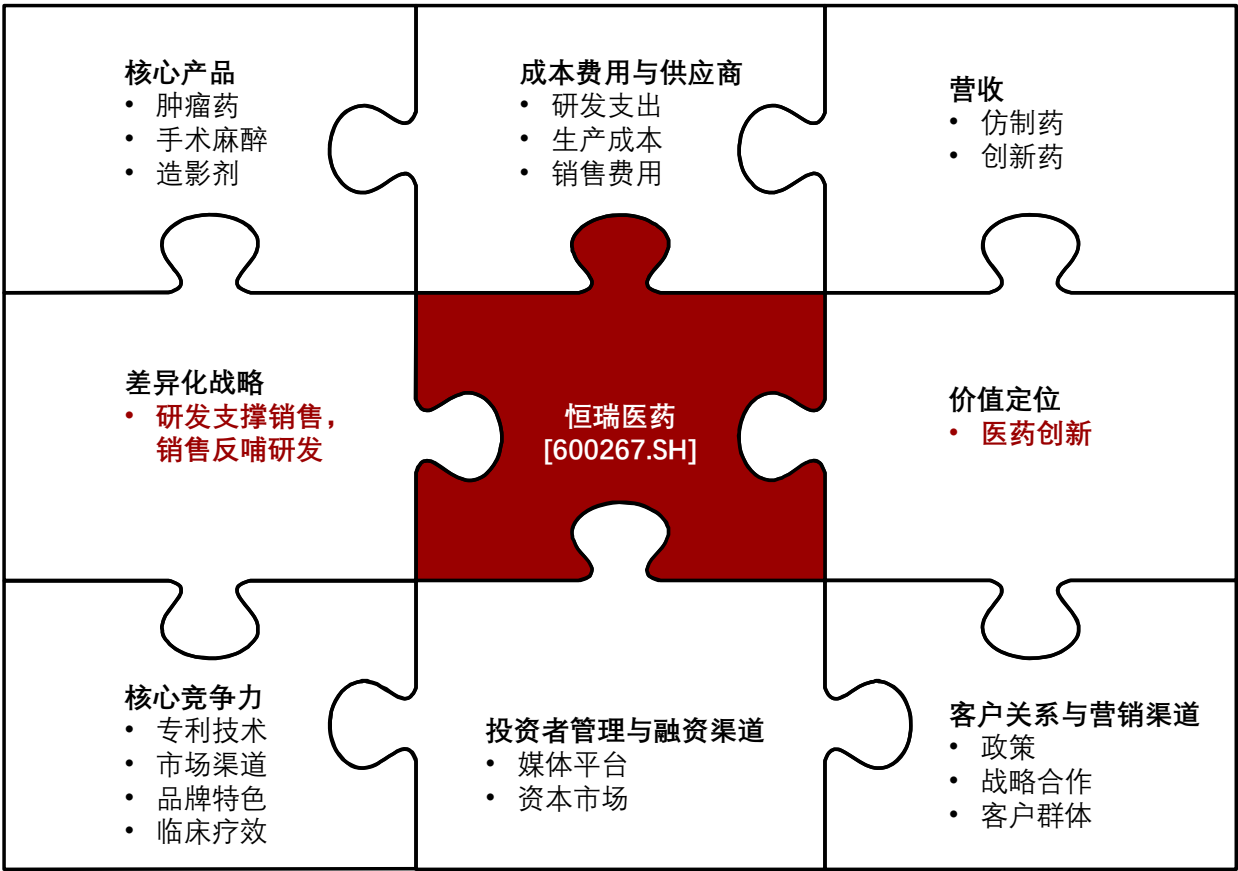 核心产品
• 肿瘤药
• 手术麻醉
• 造影剂
成本费用与供应商
• 研发支出
• 生产成本
• 销售费用
营收
• 仿制药
• 创新药
差异化战略
• 研发支撑销售，
销售反哺研发
恒瑞医药
[600267.SH]
价值定位
• 医药创新
核心竞争力
• 专利技术
• 市场渠道
• 品牌特色
• 临床疗效
投资者管理与融资渠道
• 媒体平台
• 资本市场
客户关系与营销渠道
• 政策
• 战略合作
• 客户群体